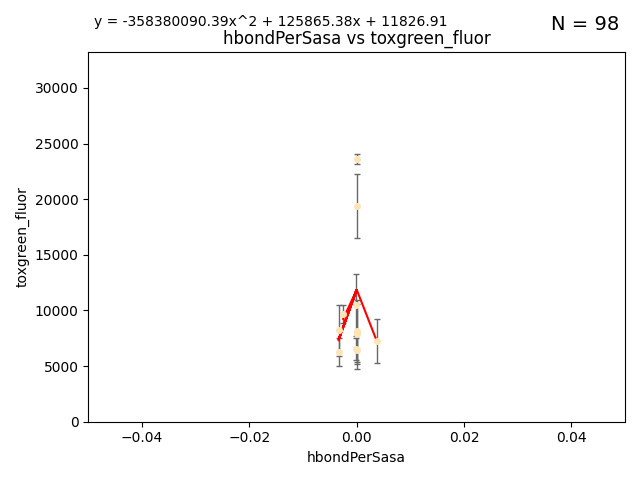 y = -358380090.39x^2 + 125865.38x + 11826.91
N = 98
hbondPerSasa vs toxgreen_fluor
30000
25000
20000
15000
10000
5000
0
toxgreen_fluor
−0.04
−0.02
0.00
0.02
0.04
hbondPerSasa